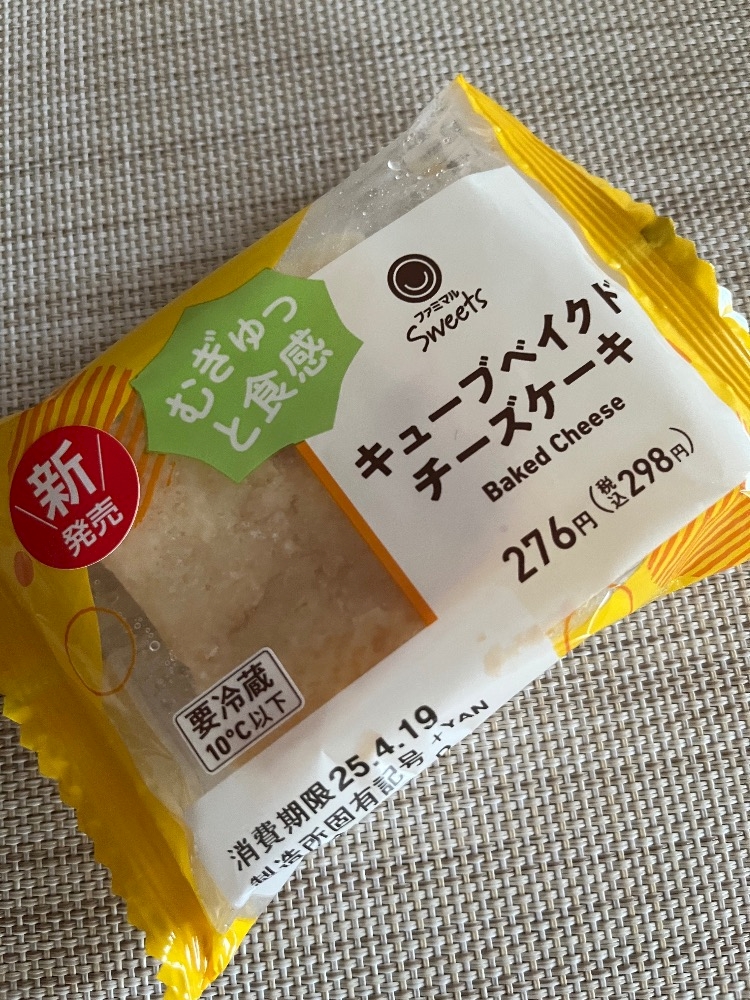 ファミマル
Sweets
むぎゅっ
と食感
キューブベイクド
チーズケーキ
Baked Cheese
276円(税込298円)
新
発売
要冷蔵
10℃以下
消費期限 25.4.19
製造所固有記号 +YAN